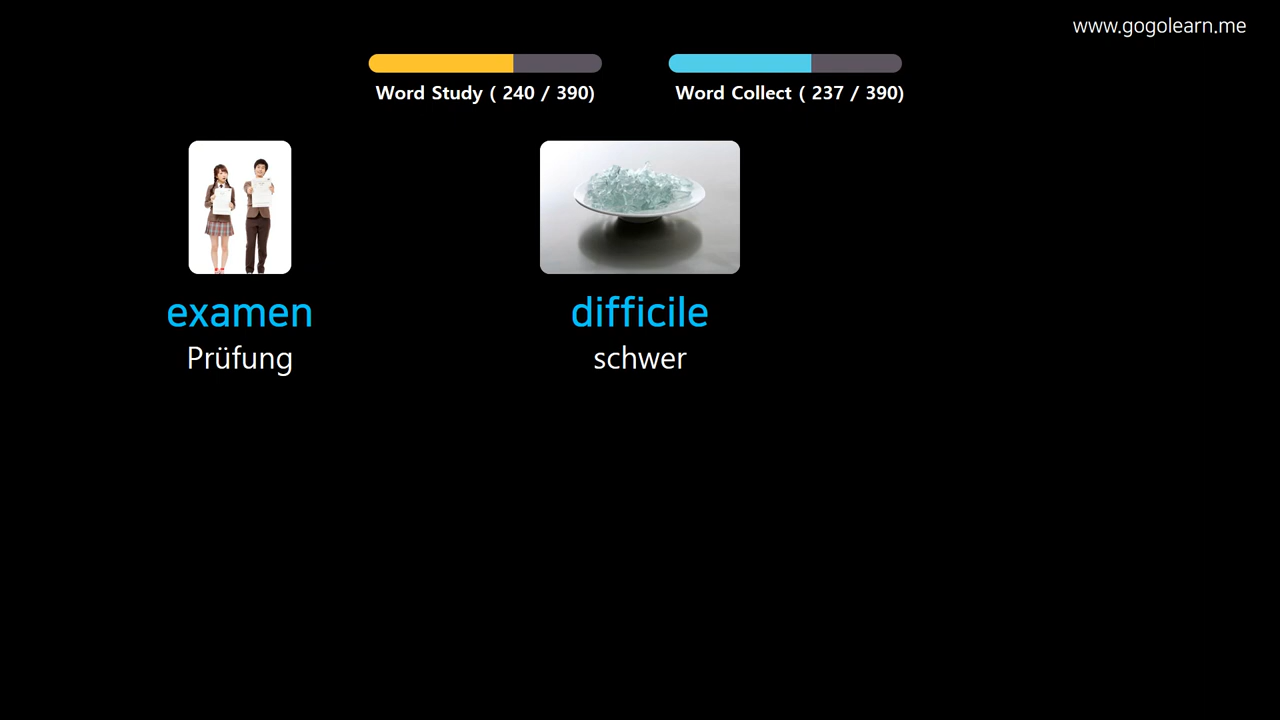 www.gogolearn.me
Word Study ( 240 / 390)
Word Collect ( 237 / 390)
examen
Prüfung
difficile
schwer